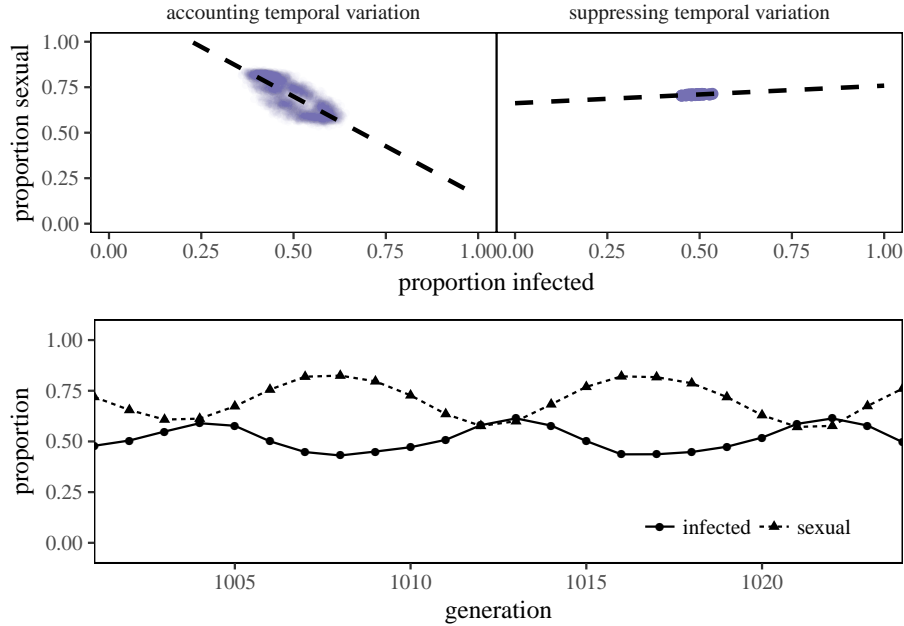 accounting temporal variation
suppressing temporal variation
proportion sexual
1.00
0.75
0.50
0.25
0.00
0.00 0.25 0.50 0.75 1.00 0.00 0.25 0.50 0.75 1.00
proportion infected
proportion
1.00
0.75
0.50
0.25
0.00
infected sexual
1005 1010 1015 1020
generation